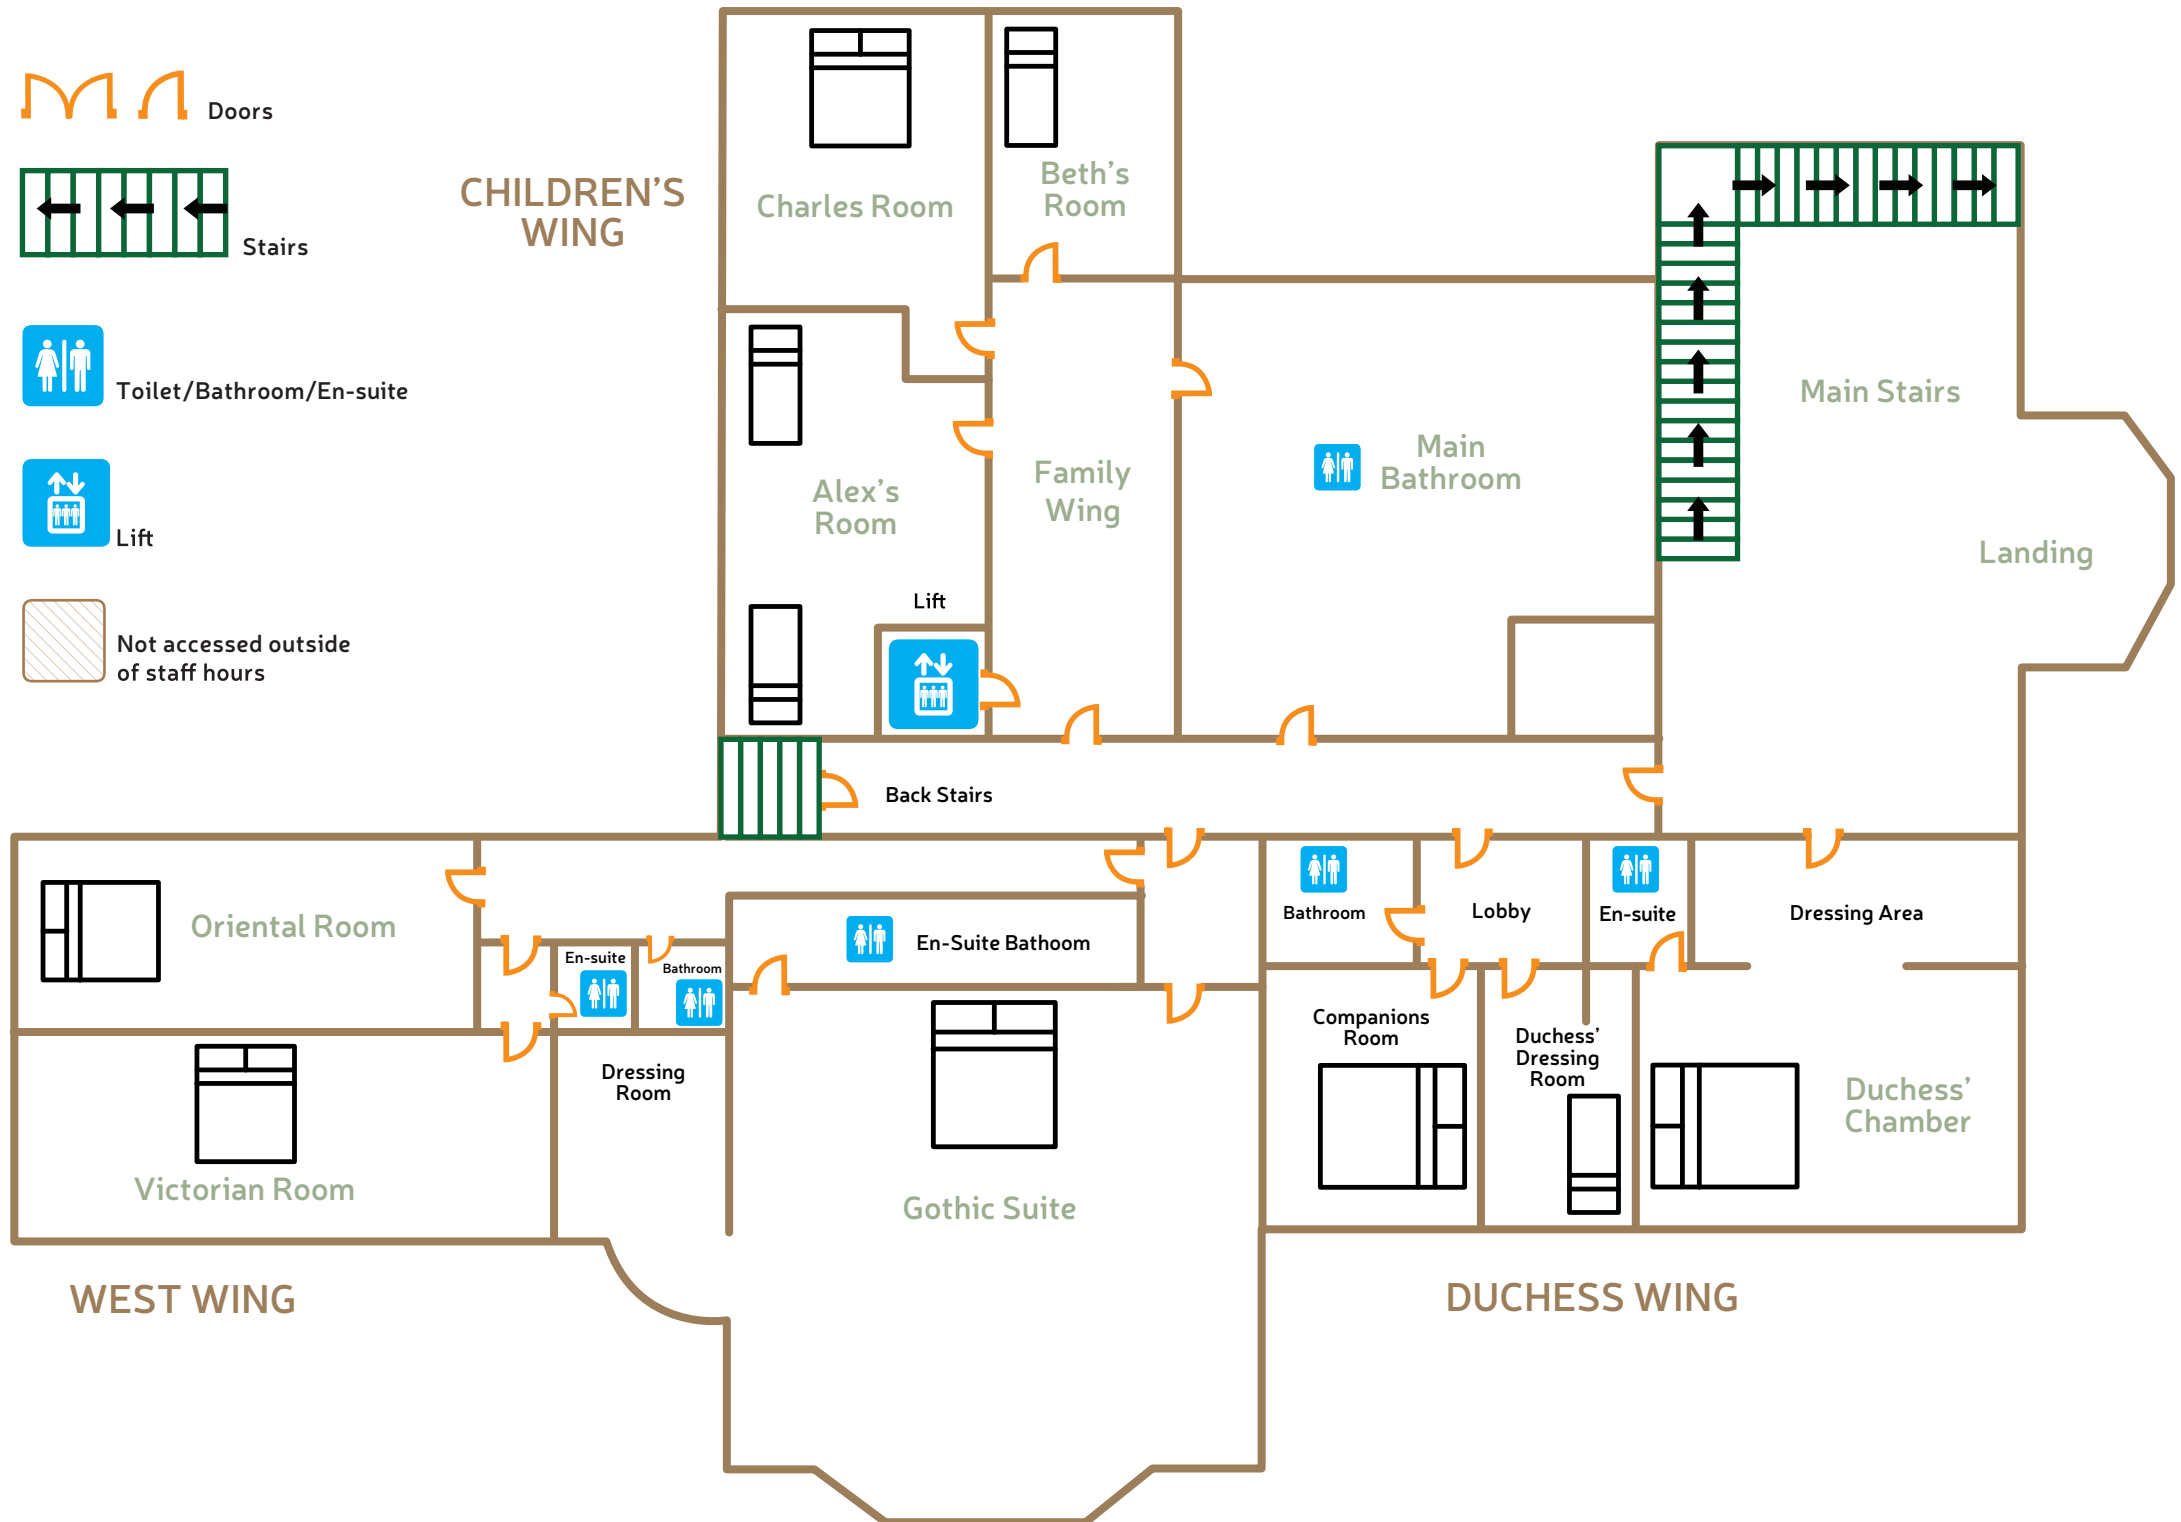 Doors
Stairs
Toilet/Bathroom/En-suite
Lift
Not accessed outside
of staff hours
CHILDREN'S
WING
Charles Room
Beth's
Room
Alex's
Room
Family
Wing
Main
Bathroom
Main Stairs
Landing
Lift
Back Stairs
Oriental Room
En-suite
Bathroom
En-Suite Bathoom
Bathroom
Lobby
En-suite
Dressing Area
Victorian Room
Dressing
Room
Gothic Suite
Companions
Room
Duchess'
Dressing
Room
Duchess'
Chamber
WEST WING
DUCHESS WING